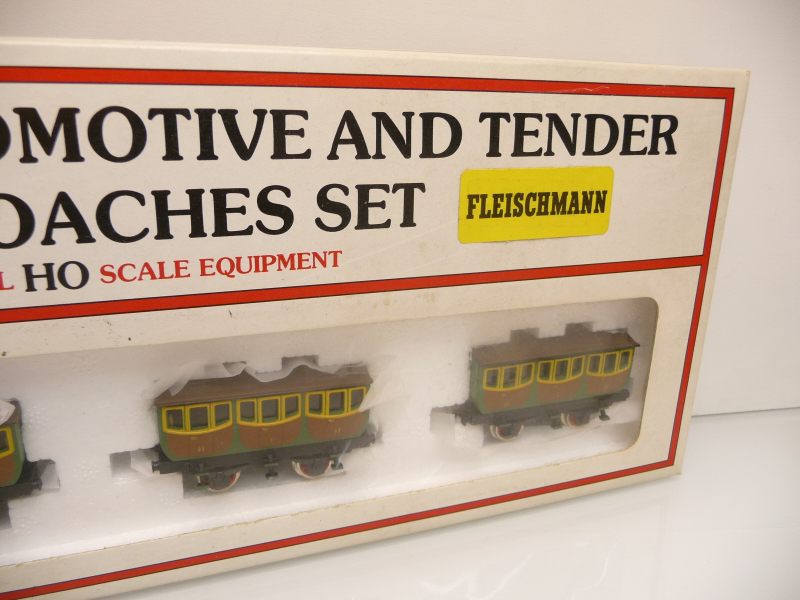 OMOTIVE AND TENDER
OACHES SET
FLEISCHMANN
L HO SCALE EQUIPMENT